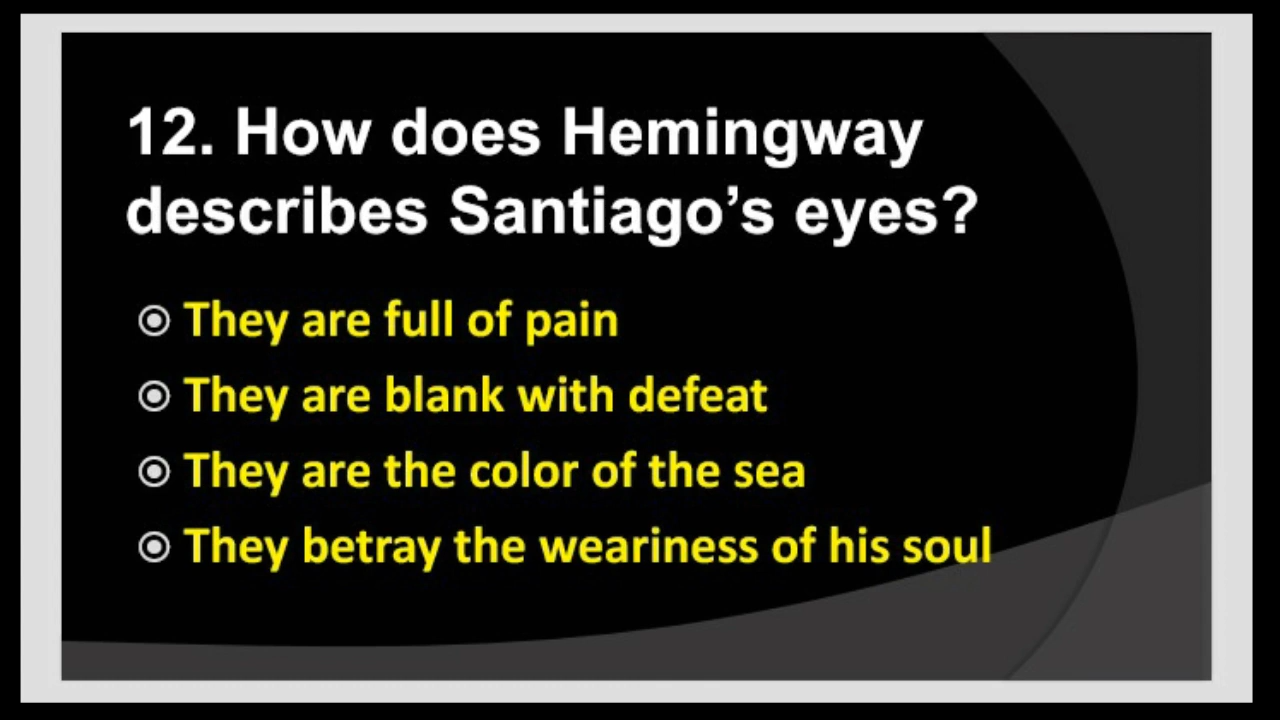 12. How does Hemingway
describes Santiago’s eyes?
They are full of pain
They are blank with defeat
They are the color of the sea
They betray the weariness of his soul